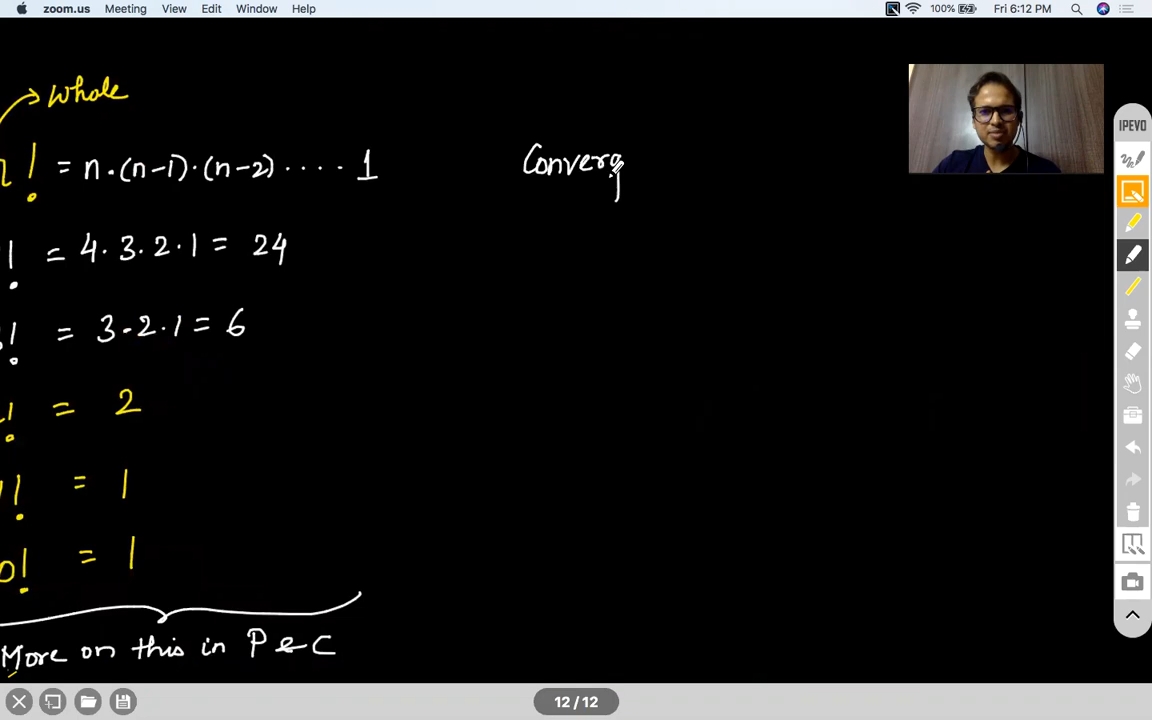 zoom.us Meeting View Edit Window Help 100% Fri 6:12 PM
Whole
n! = n·(n-1)·(n-2)····1
Converg
! = 4·3·2·1 = 24
! = 3·2·1 = 6
! = 2
! = 1
0! = 1
More on this in P & C
IPEVO
12 / 12